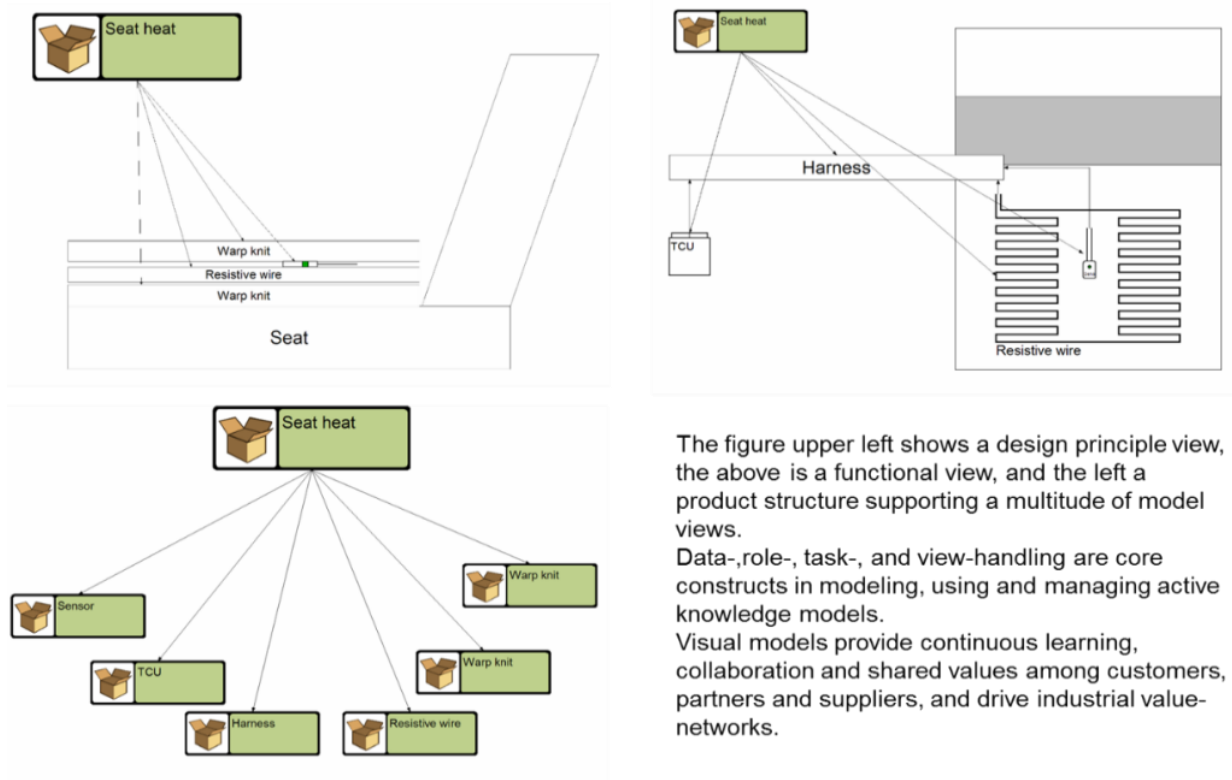 Seat heat
Warp knit
Resistive wire
Warp knit
Seat
Seat heat
Harness
TCU
Resistive wire
Seat heat
Warp knit
Sensor
Warp knit
TCU
Harness
Resistive wire
The figure upper left shows a design principle view,
the above is a functional view, and the left a
product structure supporting a multitude of model
views.
Data-,role-, task-, and view-handling are core
constructs in modeling, using and managing active
knowledge models.
Visual models provide continuous learning,
collaboration and shared values among customers,
partners and suppliers, and drive industrial value-
networks.